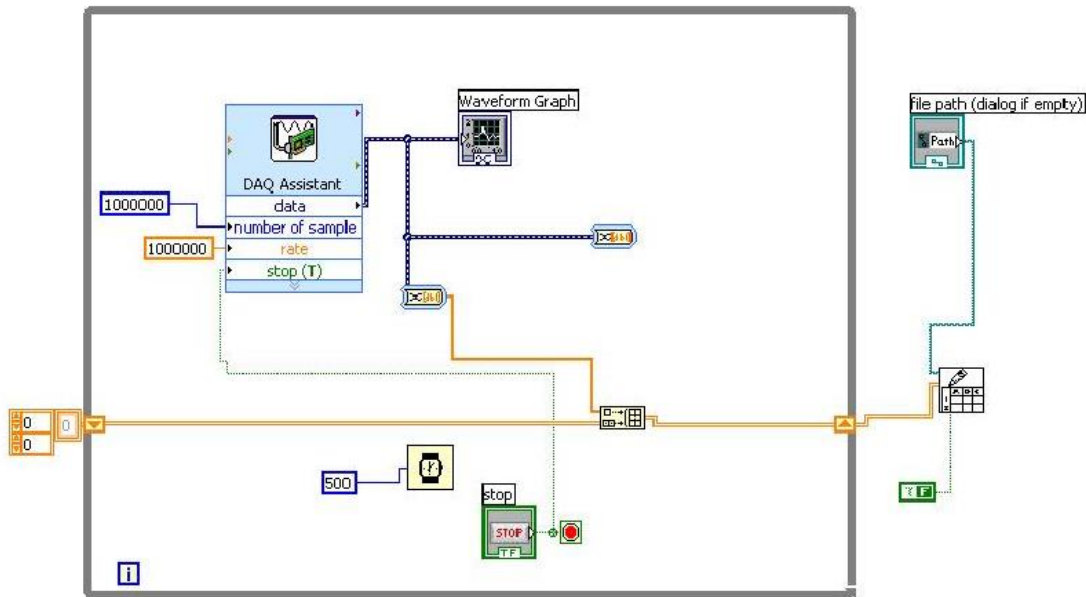 Waveform Graph
file path (dialog if empty)
Path
DAQ Assistant
data
1000000
number of sample
1000000
rate
stop (T)
0
0
0
500
stop
STOP
TF
T F
i